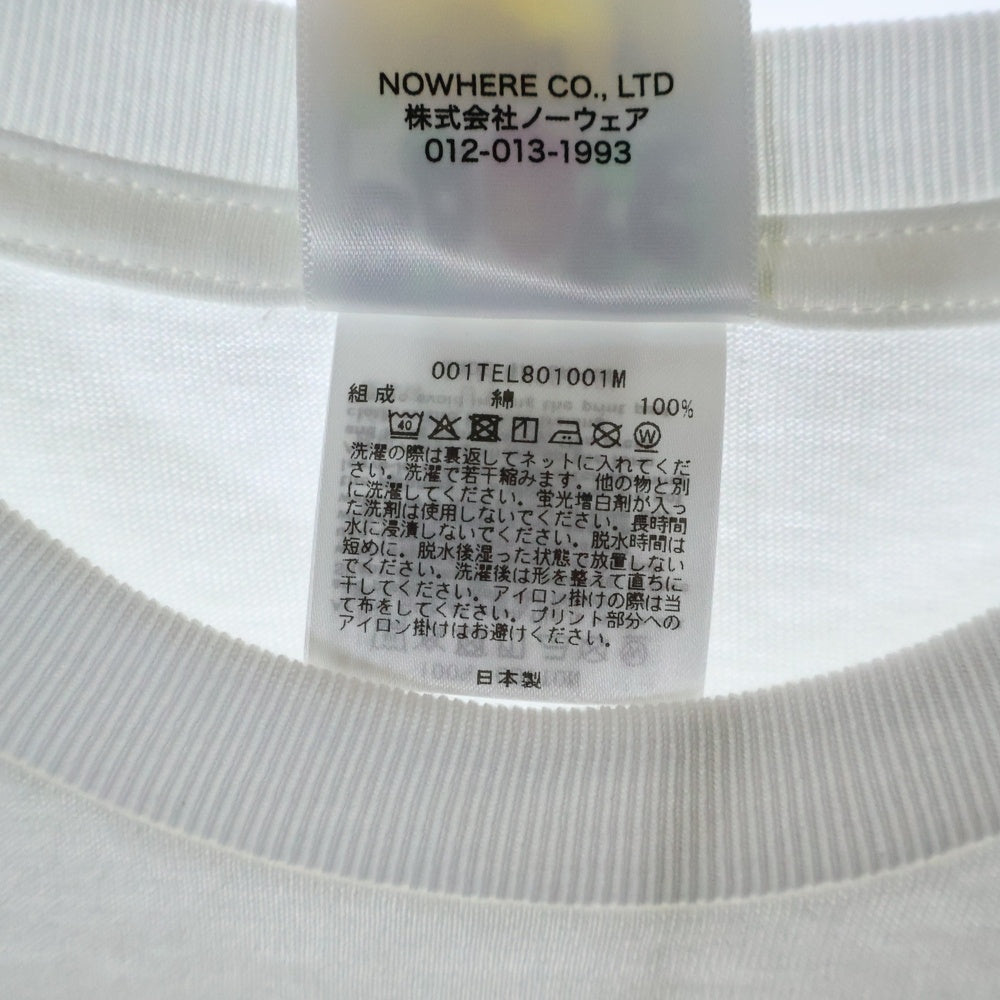 NOWHERE CO., LTD
株式会社ノーウェア
012-013-1993
001TEL801001M
組成 綿 100%
40 W
洗濯の際は裏返してネットに入れてくだ
さい。洗濯で若干縮みます。他の物と別
に洗濯してください。蛍光増白剤が入っ
た洗剤は使用しないでください。長時間
水に浸漬しないでください。脱水時間は
短めに。脱水後湿った状態で放置しない
でください。洗濯後は形を整えて直ちに
干してください。アイロン掛けの際は当
て布をしてください。プリント部分への
アイロン掛けはお避けください。
日本製